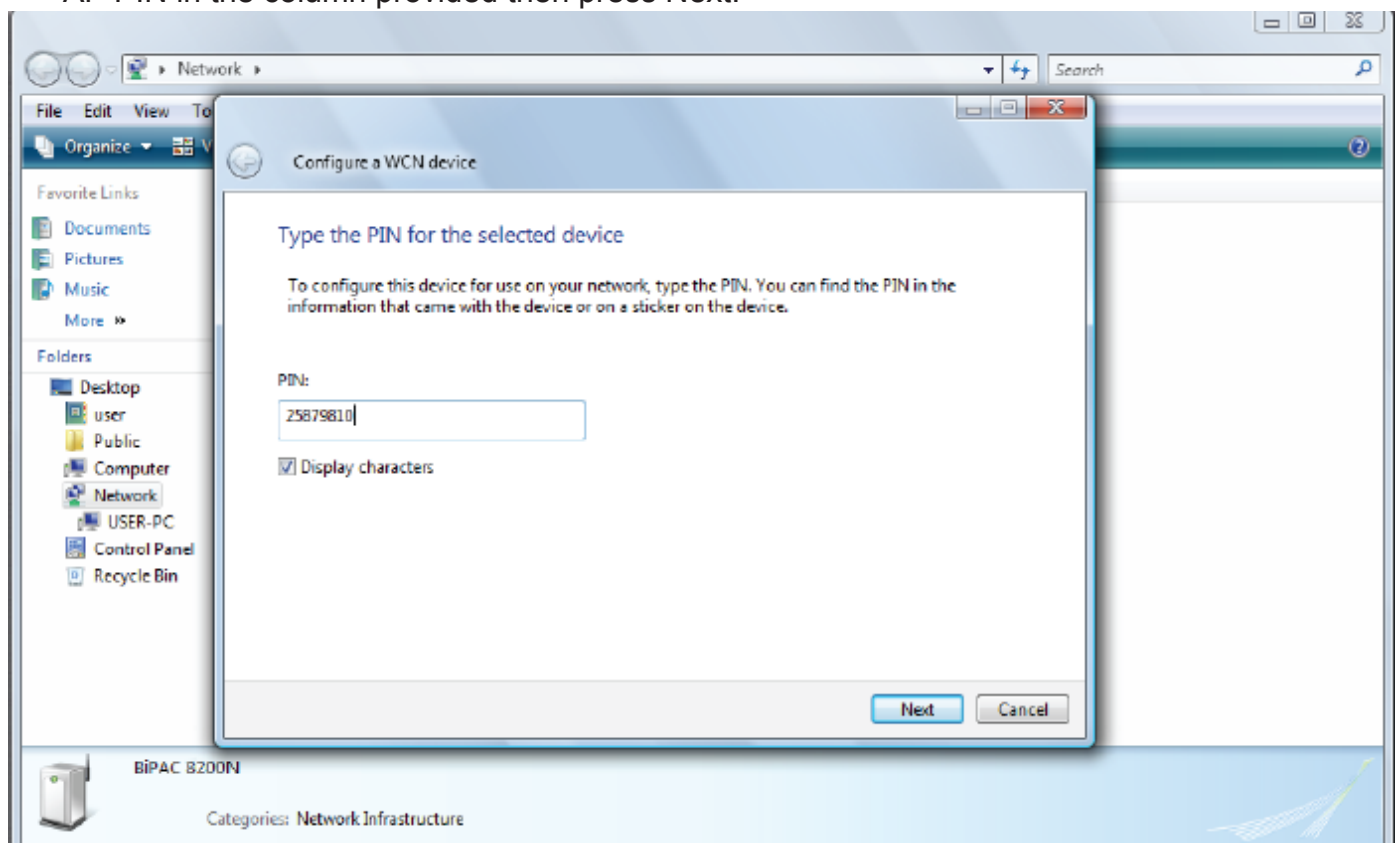 AP PIN in the column provided then press Next.
Network
Search
File Edit View To
Organize V
Configure a WCN device
Favorite Links
Documents
Pictures
Music
More »
Type the PIN for the selected device
To configure this device for use on your network, type the PIN. You can find the PIN in the
information that came with the device or on a sticker on the device.
Folders
Desktop
user
Public
Computer
Network
USER-PC
Control Panel
Recycle Bin
PIN:
25879810
Display characters
Next Cancel
BiPAC 8200N
Categories: Network Infrastructure